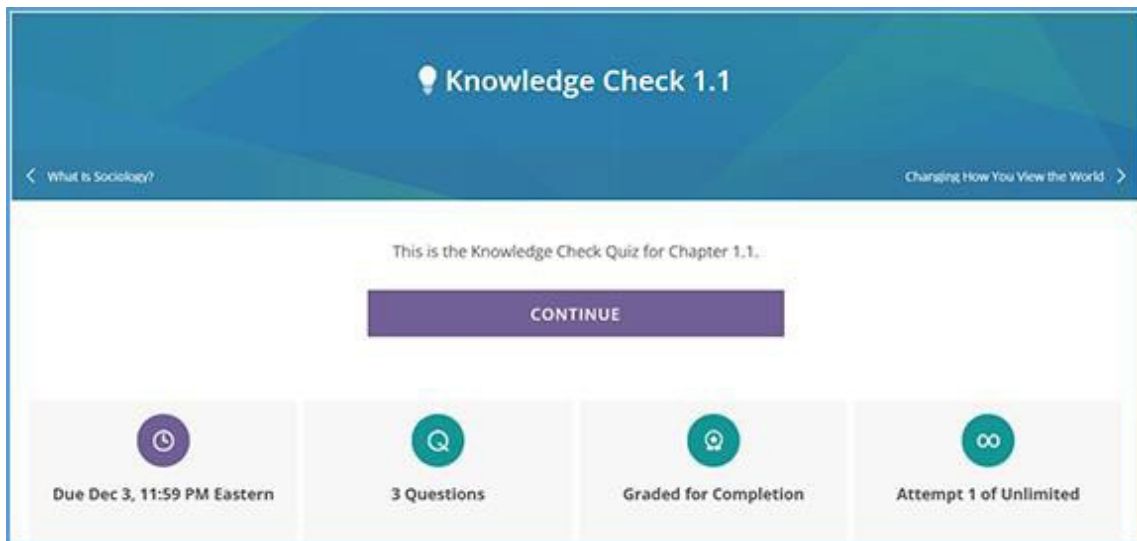 Knowledge Check 1.1
What Is Sociology?
Changing How You View the World
This is the Knowledge Check Quiz for Chapter 1.1.
CONTINUE
Due Dec 3, 11:59 PM Eastern
3 Questions
Graded for Completion
Attempt 1 of Unlimited